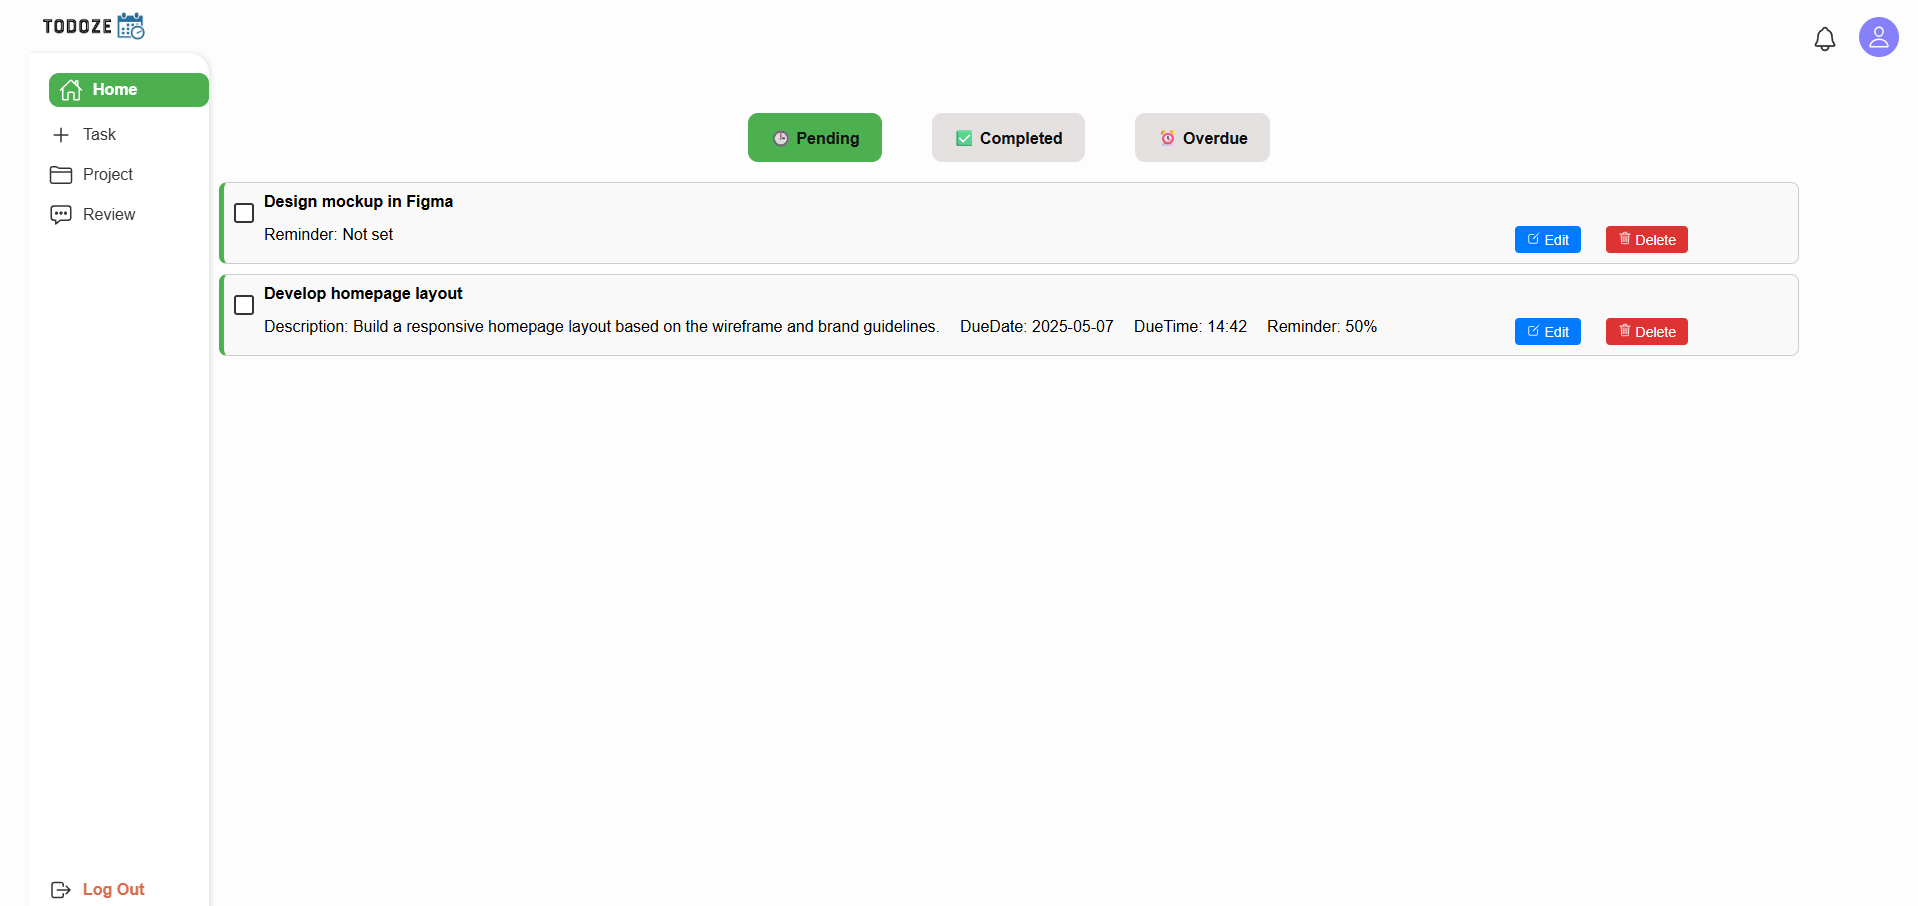 TODOZE
Home
Task
Project
Review
Log Out
Pending
Completed
Overdue
Design mockup in Figma
Reminder: Not set
Edit
Delete
Develop homepage layout
Description: Build a responsive homepage layout based on the wireframe and brand guidelines. DueDate: 2025-05-07 DueTime: 14:42 Reminder: 50%
Edit
Delete